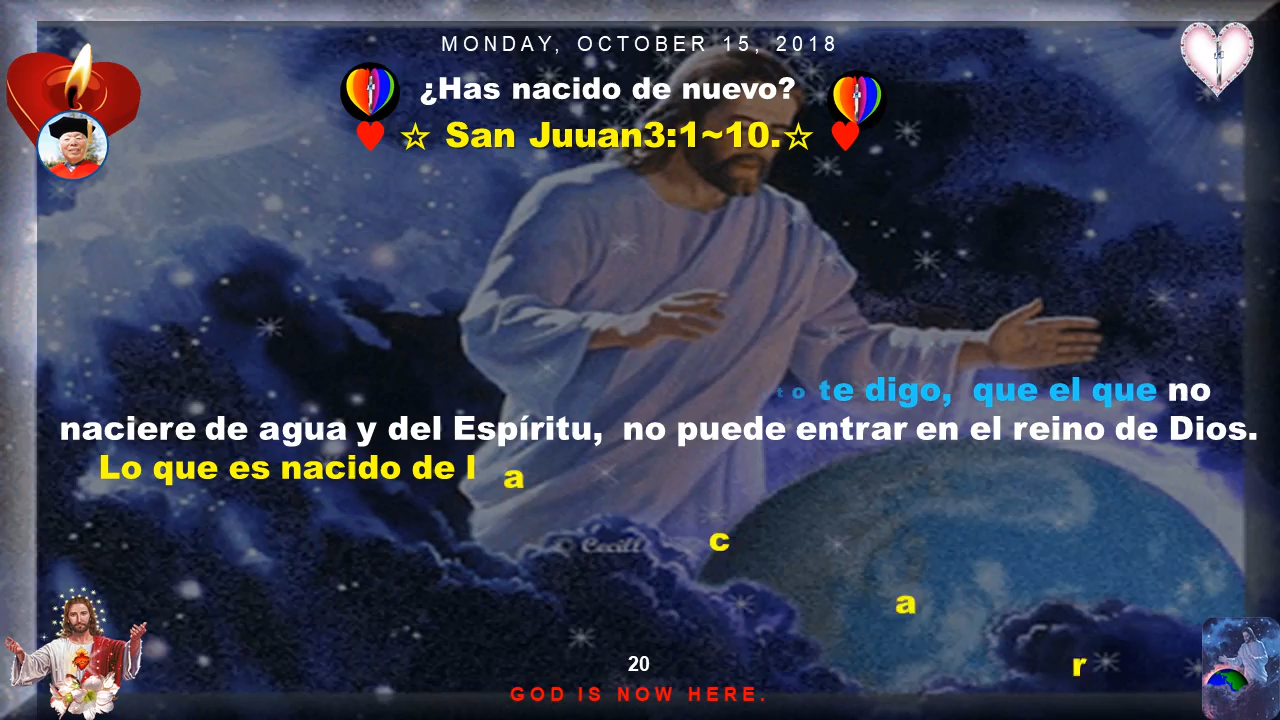 MONDAY, OCTOBER 15, 2018
¿Has nacido de nuevo?
☆ San Juuan3:1~10.☆
to te digo, que el que no
naciere de agua y del Espíritu, no puede entrar en el reino de Dios.
Lo que es nacido de l a
c
a
r
© Cecill
20
GOD IS NOW HERE.